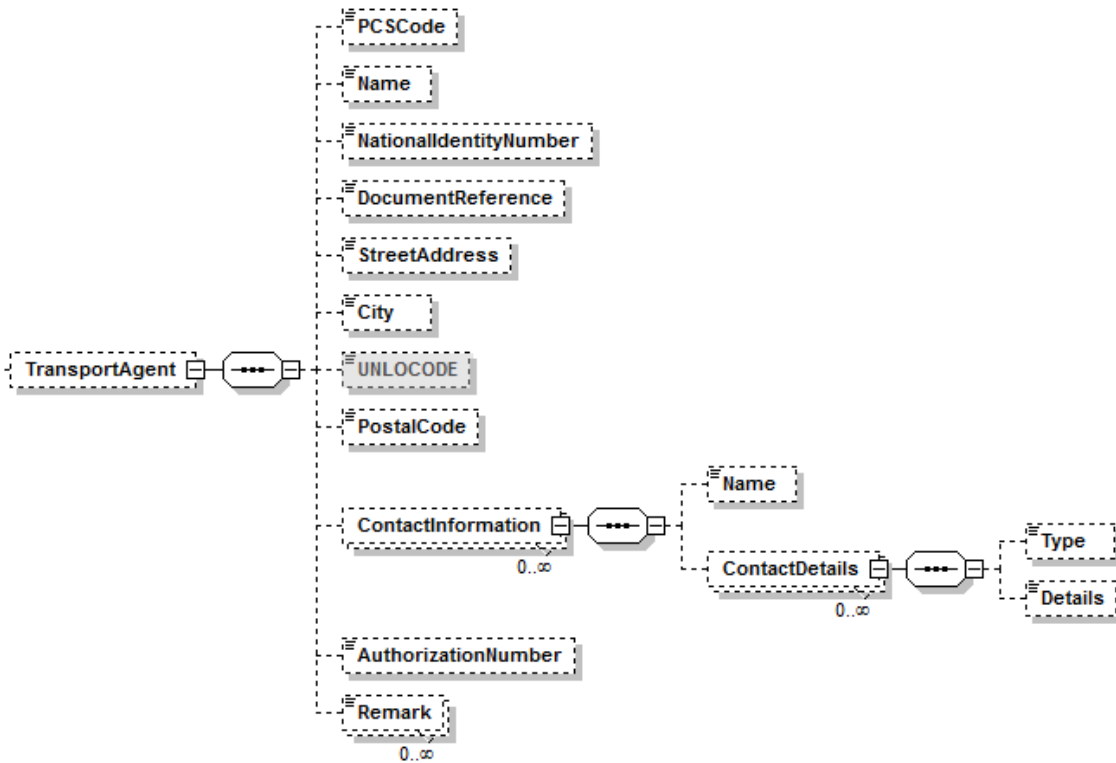 PCSCode
Name
NationalIdentityNumber
DocumentReference
StreetAddress
City
TransportAgent
UNLOCODE
PostalCode
ContactInformation
0..∞
Name
ContactDetails
0..∞
Type
Details
AuthorizationNumber
Remark
0..∞